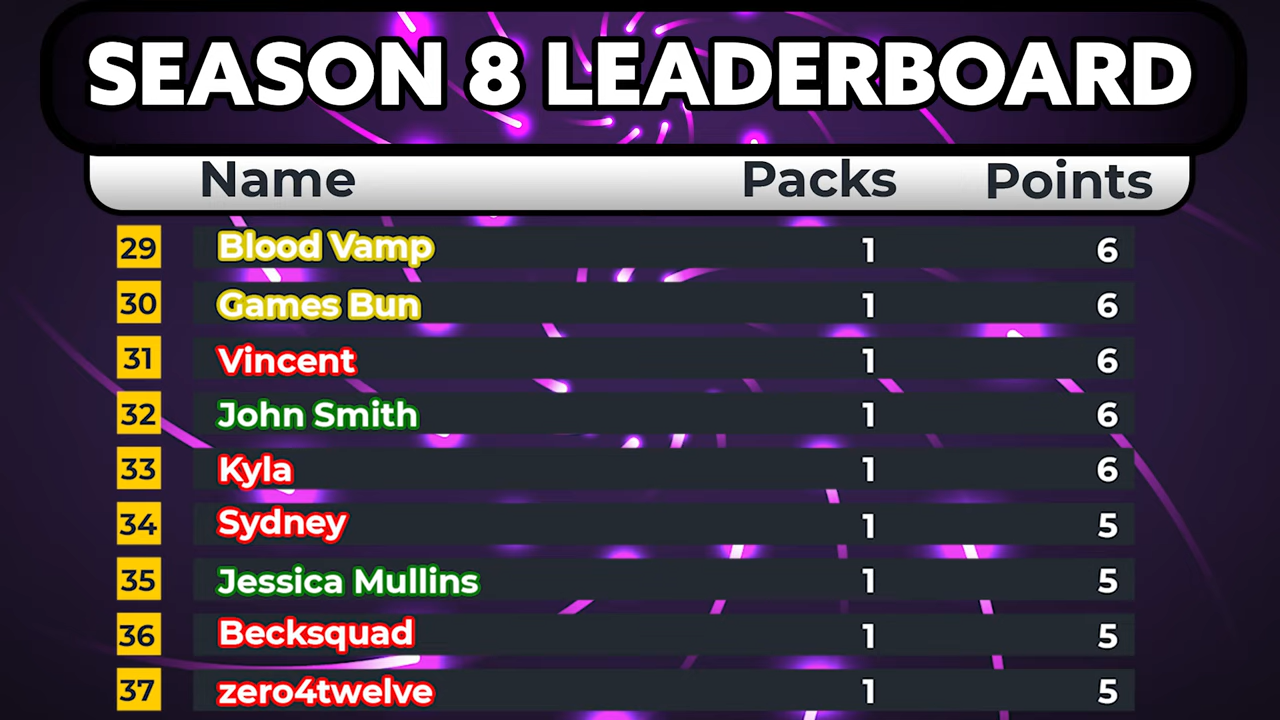 SEASON 8 LEADERBOARD
Name Packs Points
29 Blood Vamp 1 6
30 Games Bun 1 6
31 Vincent 1 6
32 John Smith 1 6
33 Kyla 1 6
34 Sydney 1 5
35 Jessica Mullins 1 5
36 Becksquad 1 5
37 zero4twelve 1 5